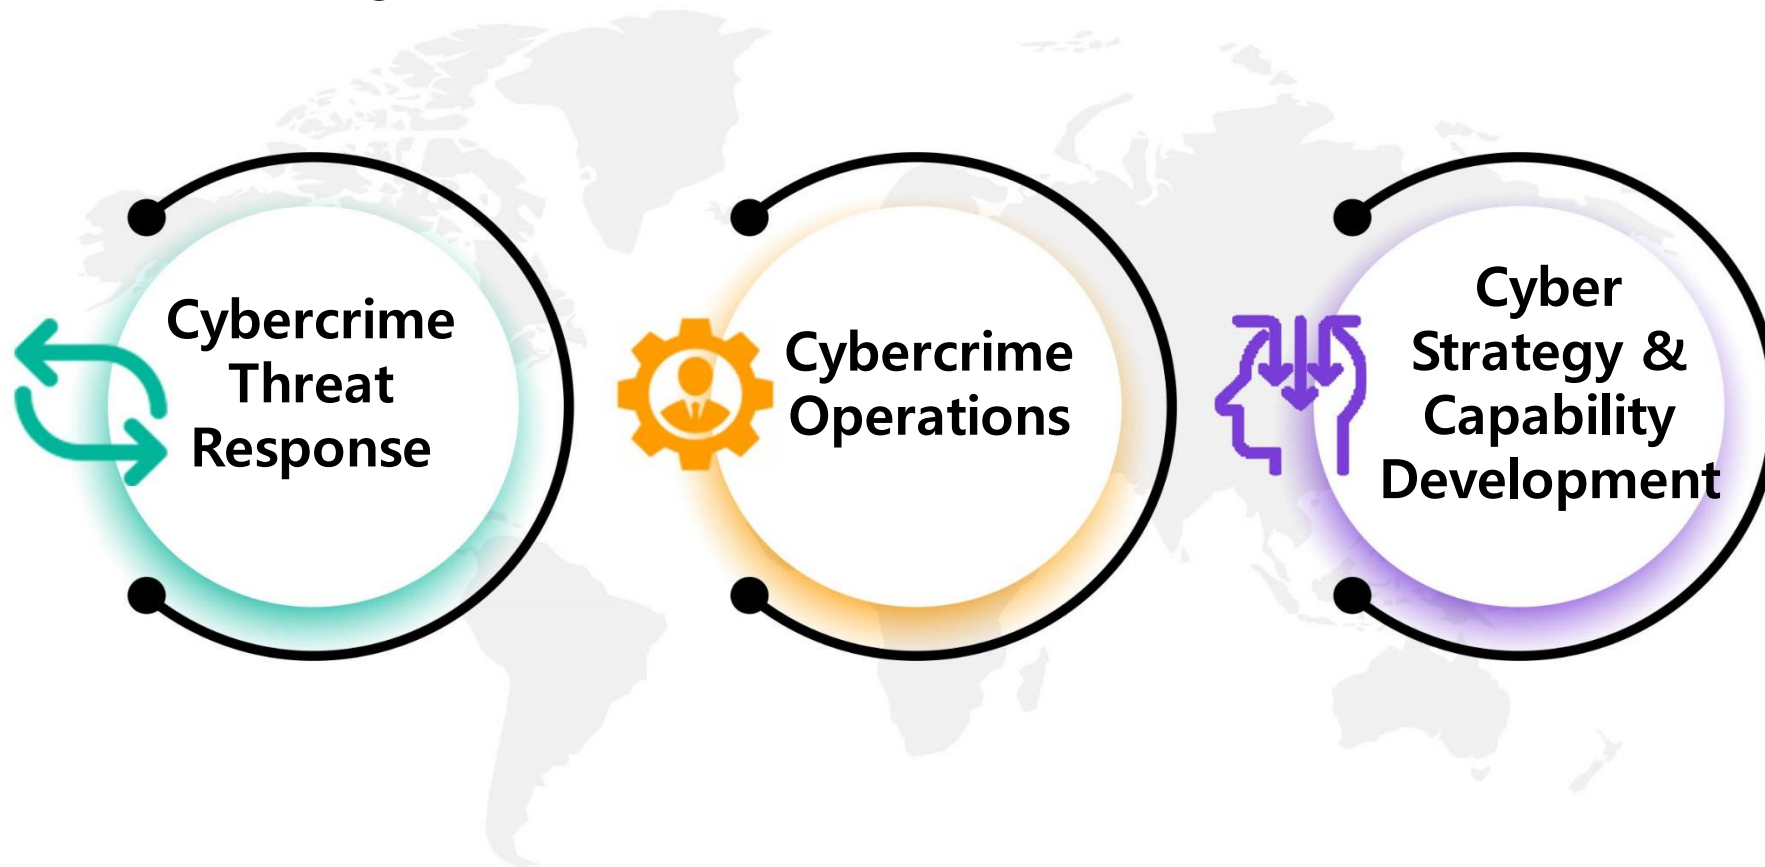 Cybercrime
Threat
Response
Cybercrime
Operations
Cyber
Strategy &
Capability
Development